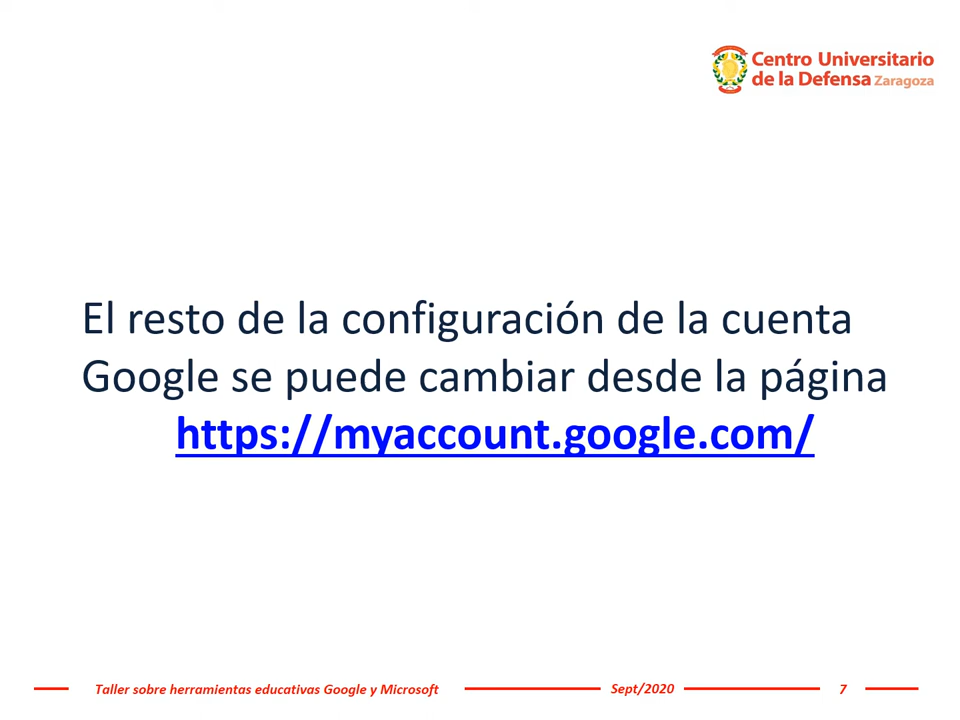 Centro Universitario
de la Defensa Zaragoza
El resto de la configuración de la cuenta
Google se puede cambiar desde la página
https://myaccount.google.com/
Taller sobre herramientas educativas Google y Microsoft
Sept/2020
7